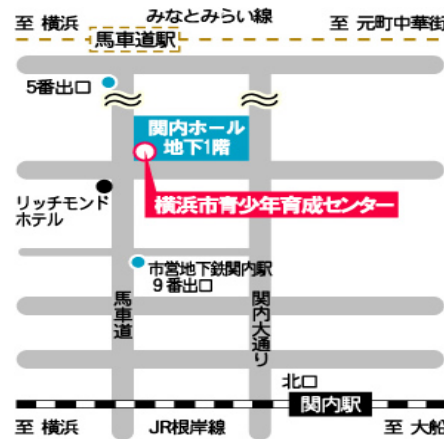 みなとみらい線
至 横浜
至 元町中華街
馬車道駅
5番出口
関内ホール
地下1階
横浜市青少年育成センター
リッチモンド
ホテル
市営地下鉄関内駅
9番出口
馬車道
関内大通り
北口
関内駅
至 横浜
JR根岸線
至 大船